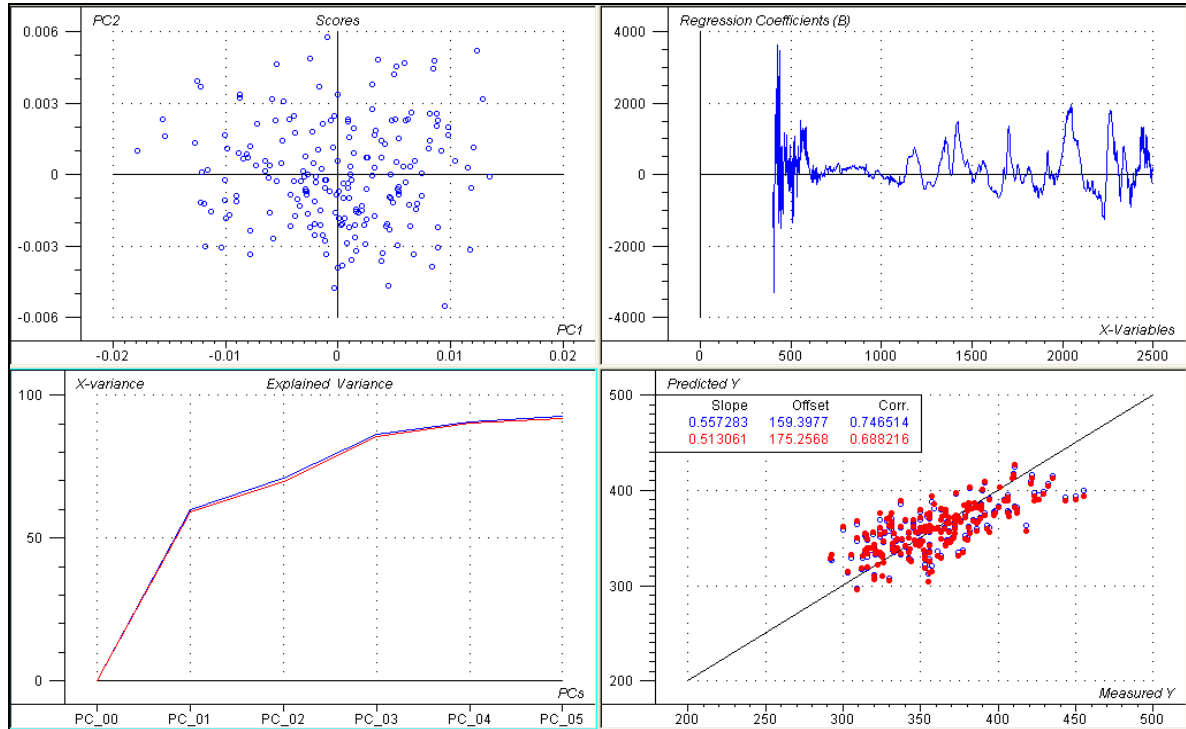 PC2 Scores
0.006
0.003
0
-0.003
-0.006
PC1
-0.02 -0.01 0 0.01 0.02
Regression Coefficients (B)
4000
2000
0
-2000
-4000
X-Variables
0 500 1000 1500 2000 2500
X-variance Explained Variance
100
50
0
PCs
PC_00 PC_01 PC_02 PC_03 PC_04 PC_05
Predicted Y
500
Slope Offset Corr.
0.557283 159.3977 0.746514
0.513061 175.2568 0.688216
400
300
200
Measured Y
200 250 300 350 400 450 500